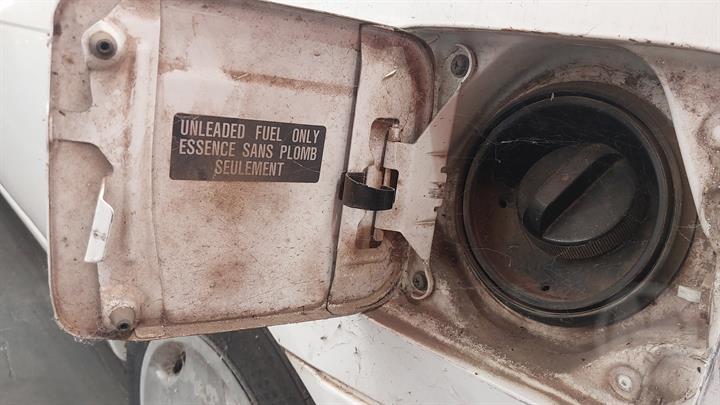 UNLEADED FUEL ONLY
ESSENCE SANS PLOMB
SEULEMENT